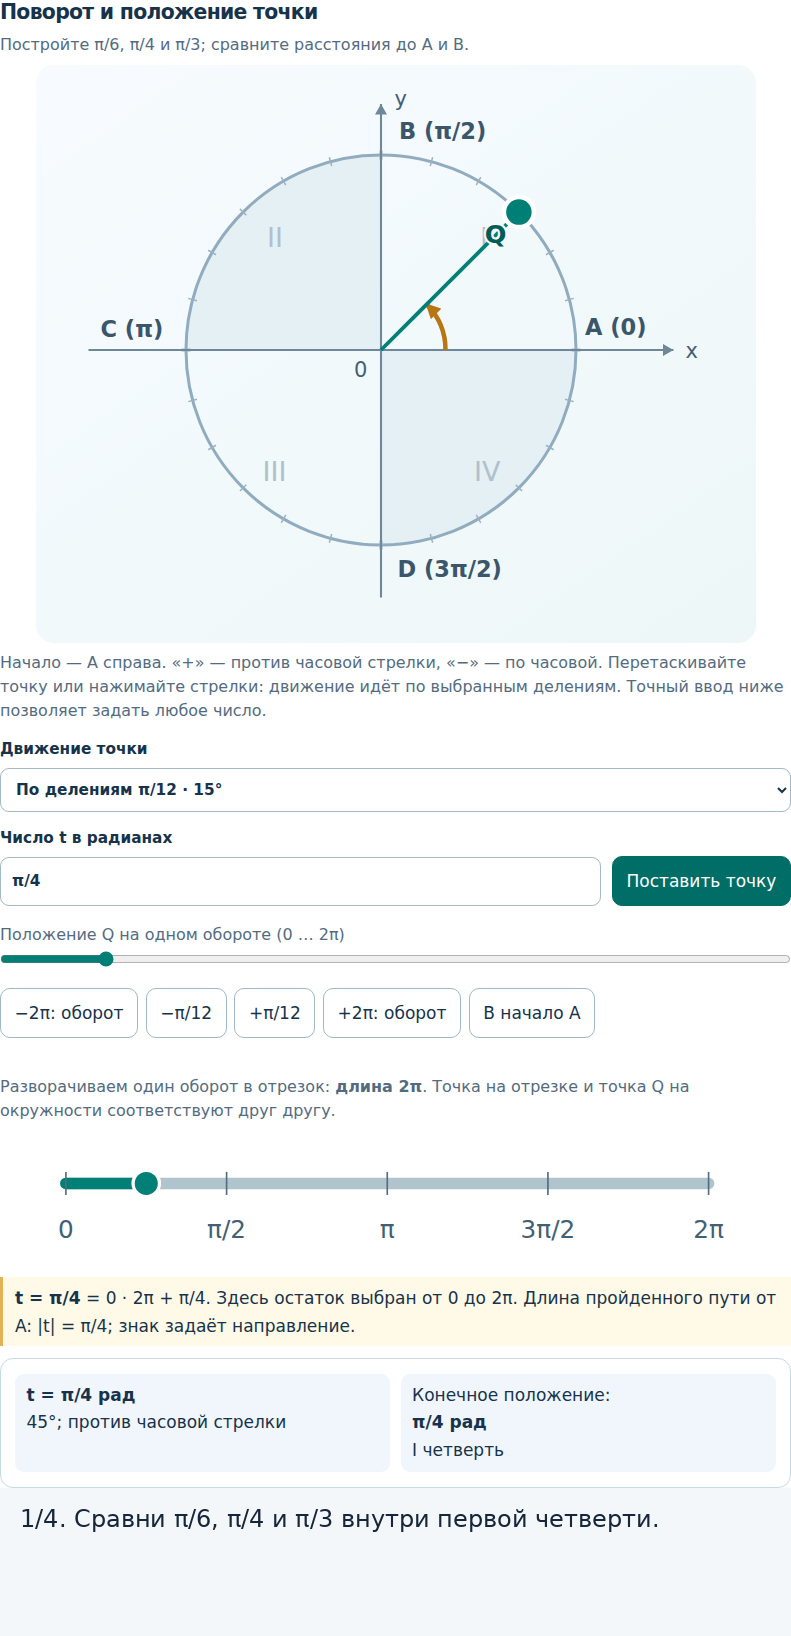 Поворот и положение точки
Постройте π/6, π/4 и π/3; сравните расстояния до A и B.
y
B (π/2)
II
Q
C (π)
A (0)
x
0
III
IV
D (3π/2)
Начало — A справа. «+» — против часовой стрелки, «−» — по часовой. Перетаскивайте
точку или нажимайте стрелки: движение идёт по выбранным делениям. Точный ввод ниже
позволяет задать любое число.
Движение точки
По делениям π/12 · 15°
Число t в радианах
π/4
Поставить точку
Положение Q на одном обороте (0 … 2π)
−2π: оборот
−π/12
+π/12
+2π: оборот
В начало A
Разворачиваем один оборот в отрезок: длина 2π. Точка на отрезке и точка Q на
окружности соответствуют друг другу.
0
π/2
π
3π/2
2π
t = π/4 = 0 · 2π + π/4. Здесь остаток выбран от 0 до 2π. Длина пройденного пути от
A: |t| = π/4; знак задаёт направление.
t = π/4 рад
45°; против часовой стрелки
Конечное положение:
π/4 рад
I четверть
1/4. Сравни π/6, π/4 и π/3 внутри первой четверти.